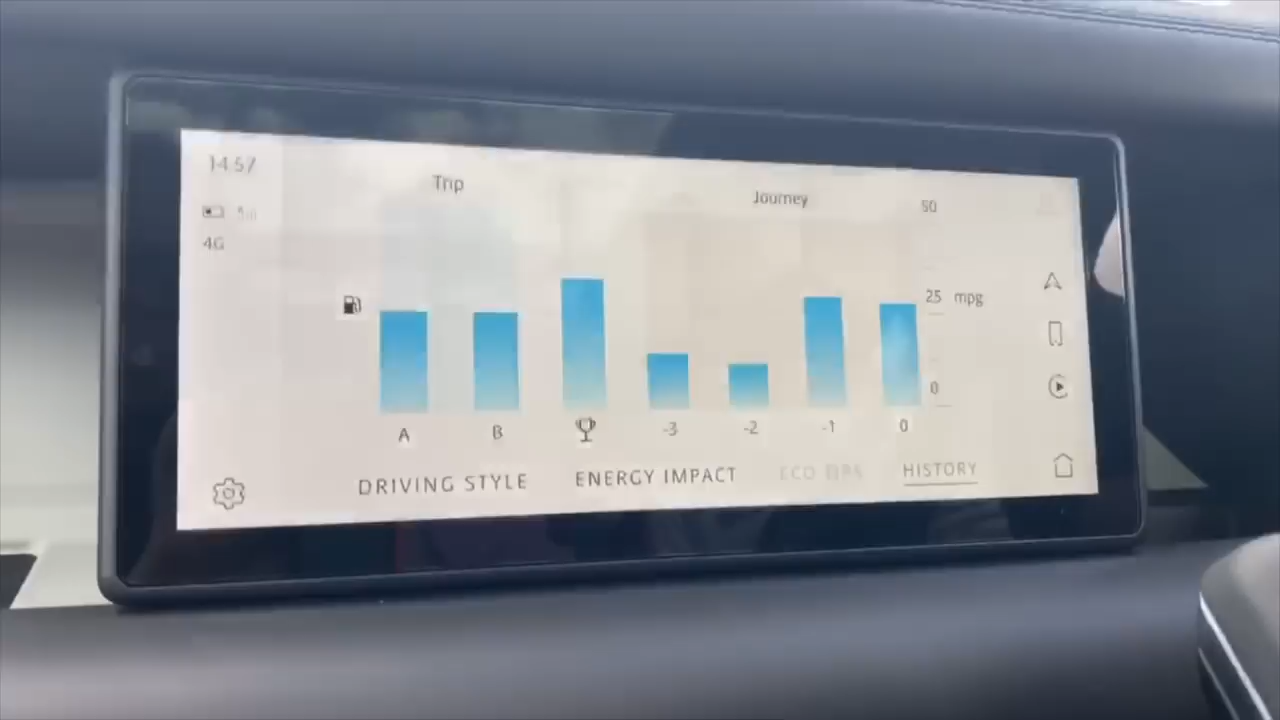 14:57
4G
Trip
Journey
50
25 mpg
0
A B -3 -2 -1 0
DRIVING STYLE ENERGY IMPACT ECO TIPS HISTORY